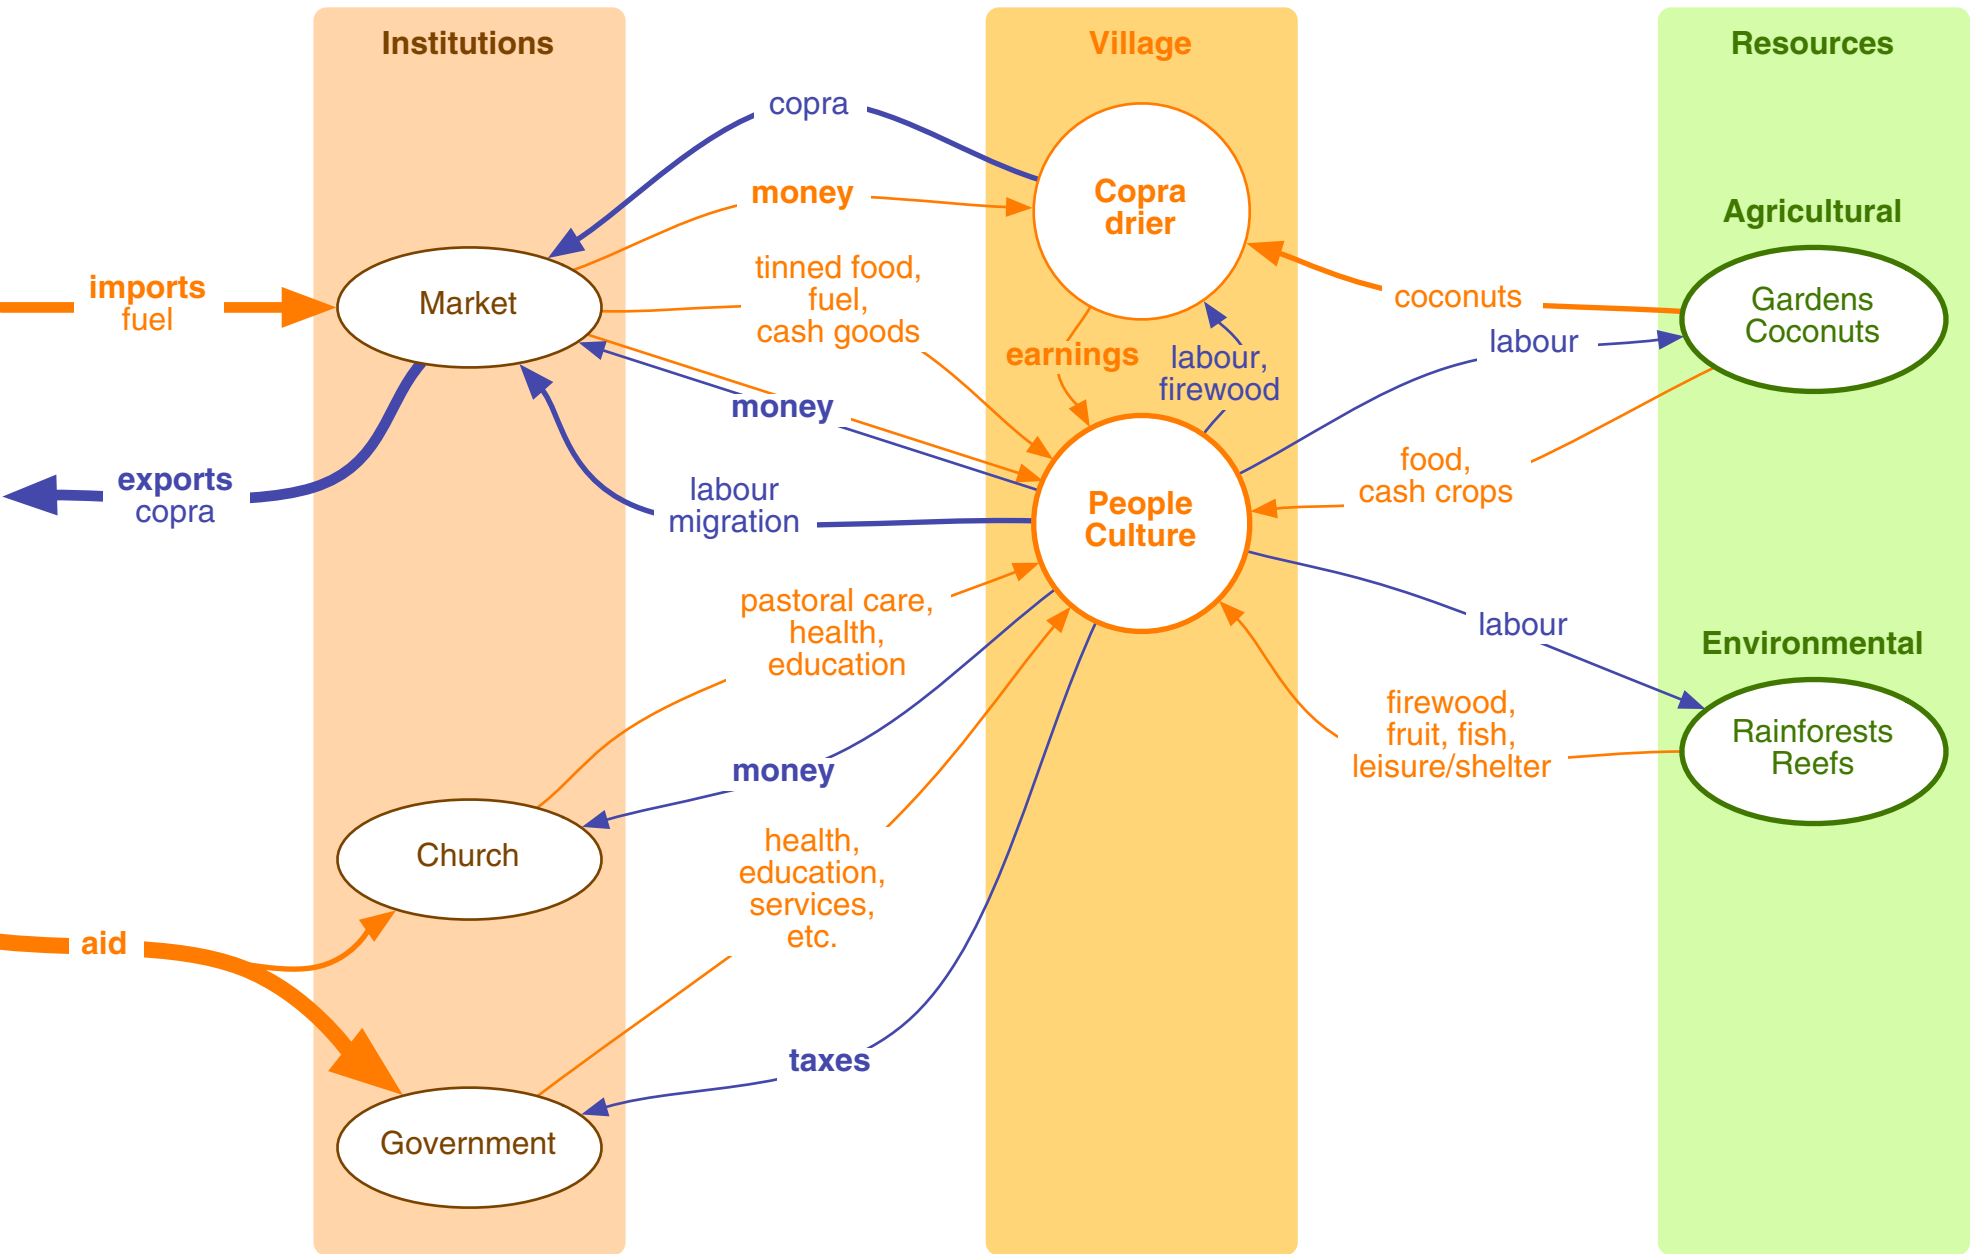 Institutions
Village
Resources
copra
money
Copra
drier
Agricultural
tinned food,
fuel,
cash goods
imports
fuel
Market
coconuts
Gardens
Coconuts
labour
earnings
labour,
firewood
money
food,
cash crops
exports
copra
labour
migration
People
Culture
pastoral care,
health,
education
labour
Environmental
firewood,
fruit, fish,
leisure/shelter
Rainforests
Reefs
money
health,
education,
services,
etc.
Church
aid
taxes
Government